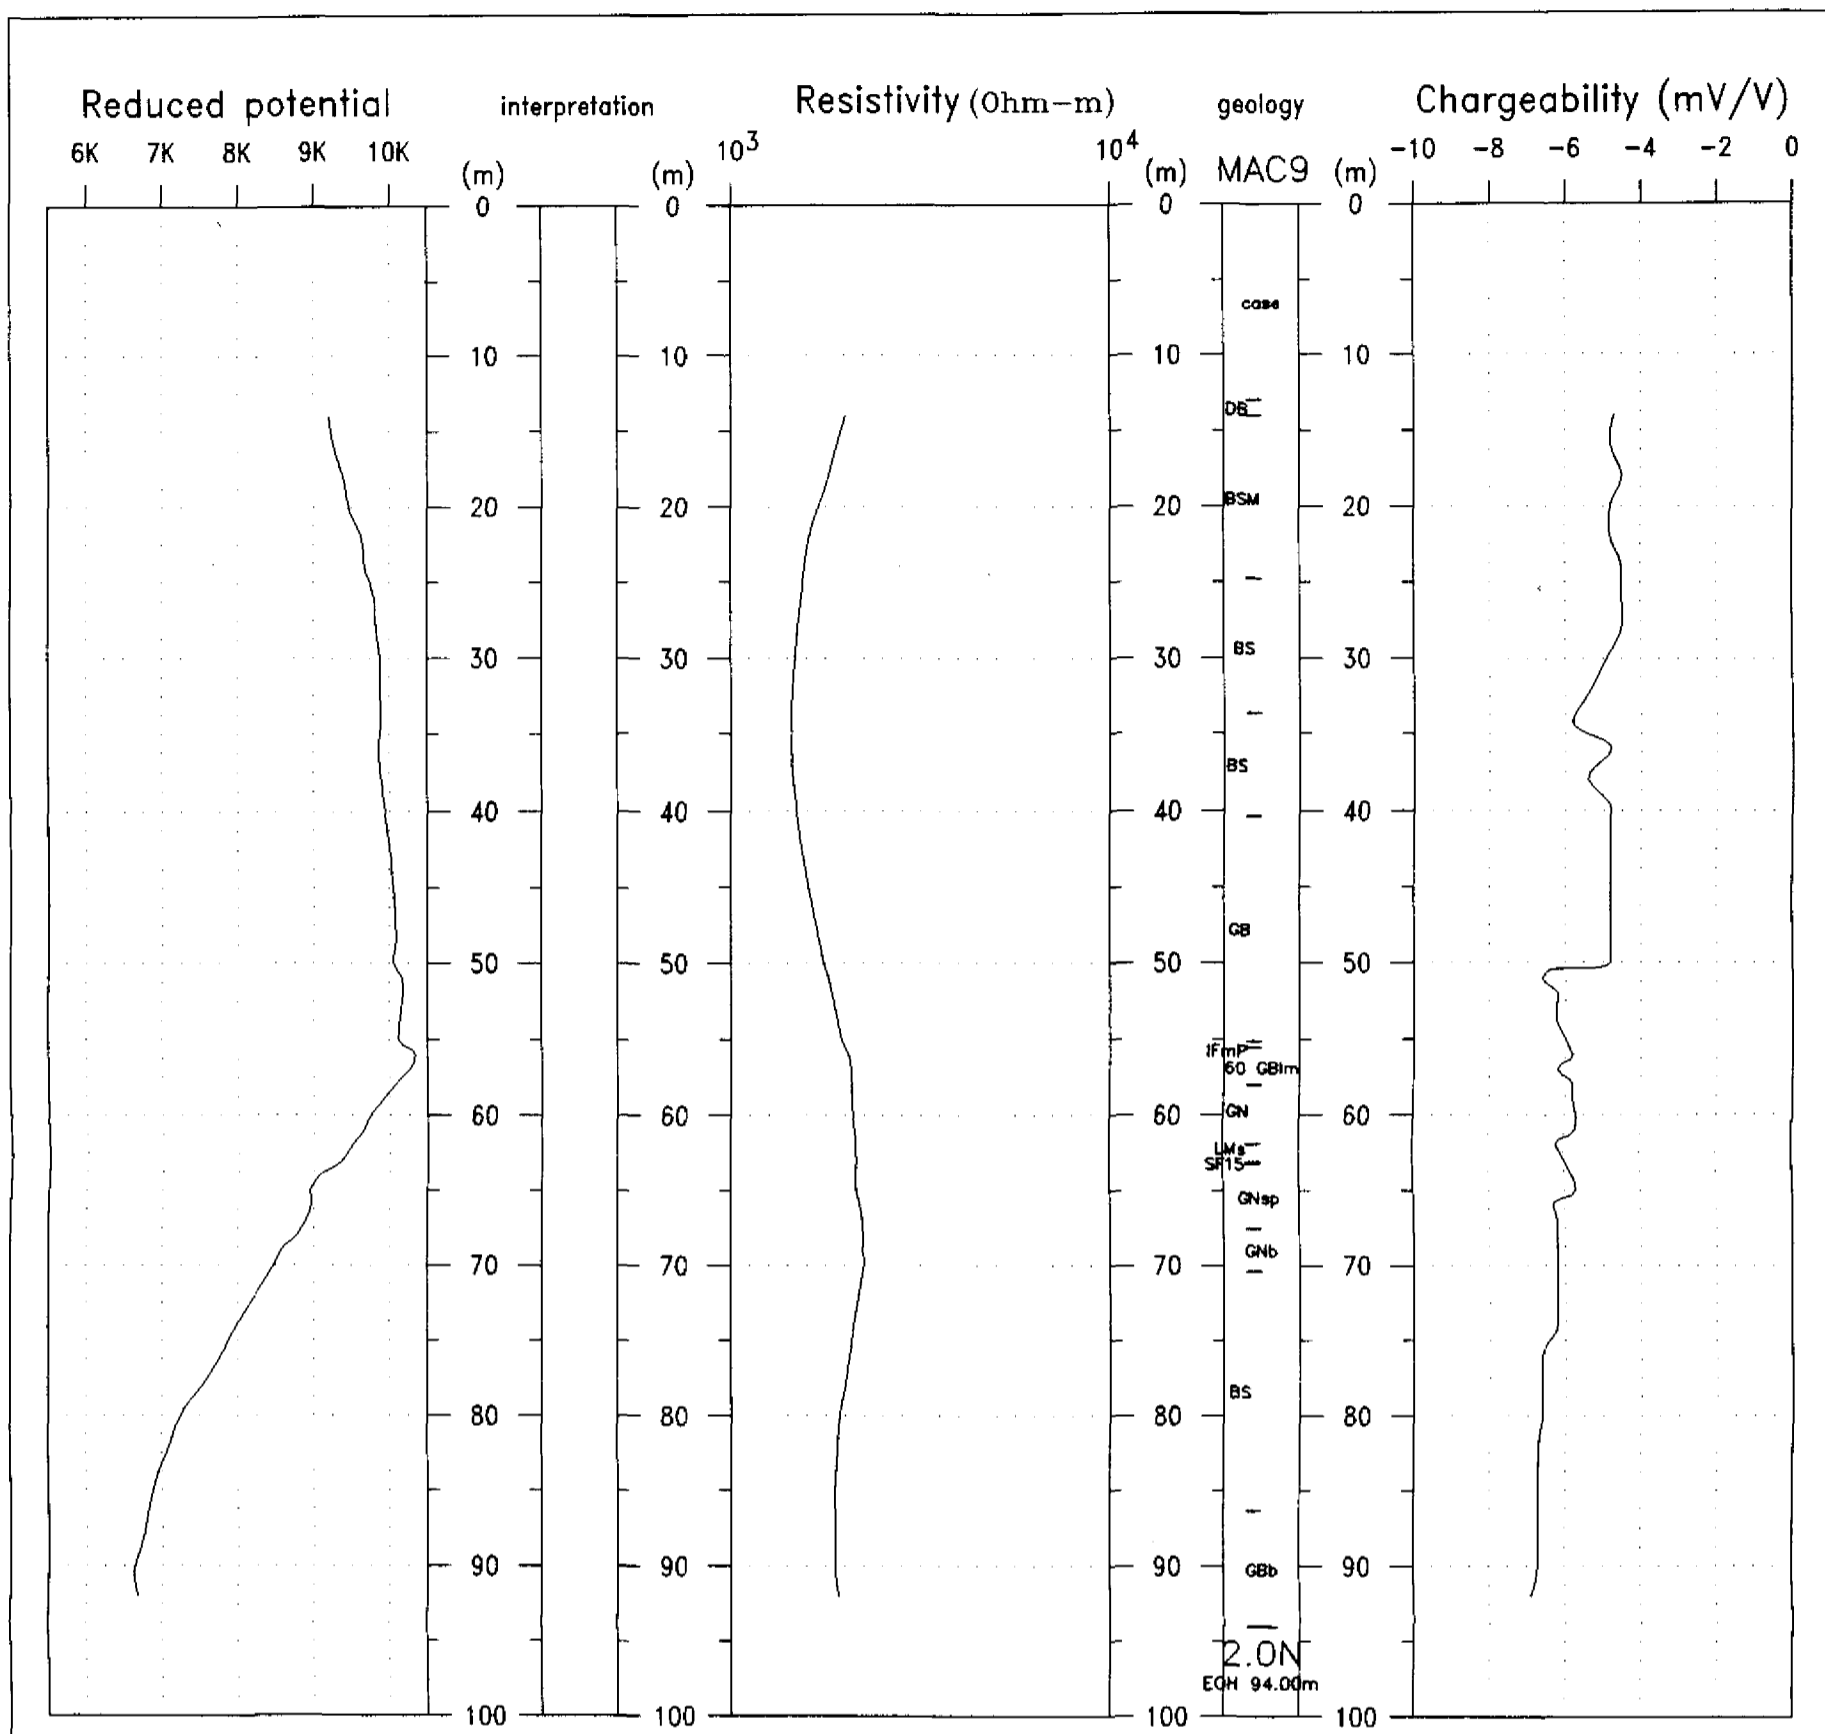 Reduced potential interpretation Resistivity (Ohm-m) geology Chargeability (mV/V)
6K 7K 8K 9K 10K (m) (m) 10^3 10^4 (m) MAC9 (m) -10 -8 -6 -4 -2 0
0 0 0 0
case
10 10 10 10
DB
BSM
20 20 20 20
BS
30 30 30 30
BS
40 40 40 40
GB
50 50 50 50
IFmP
60 GBlm
60 60 GN 60 60
LMs
SF15
GNsp
GNb
70 70 70 70
BS
80 80 80 80
90 90 90 GBb 90
2.0N
EOH 94.00m
100 100 100 100